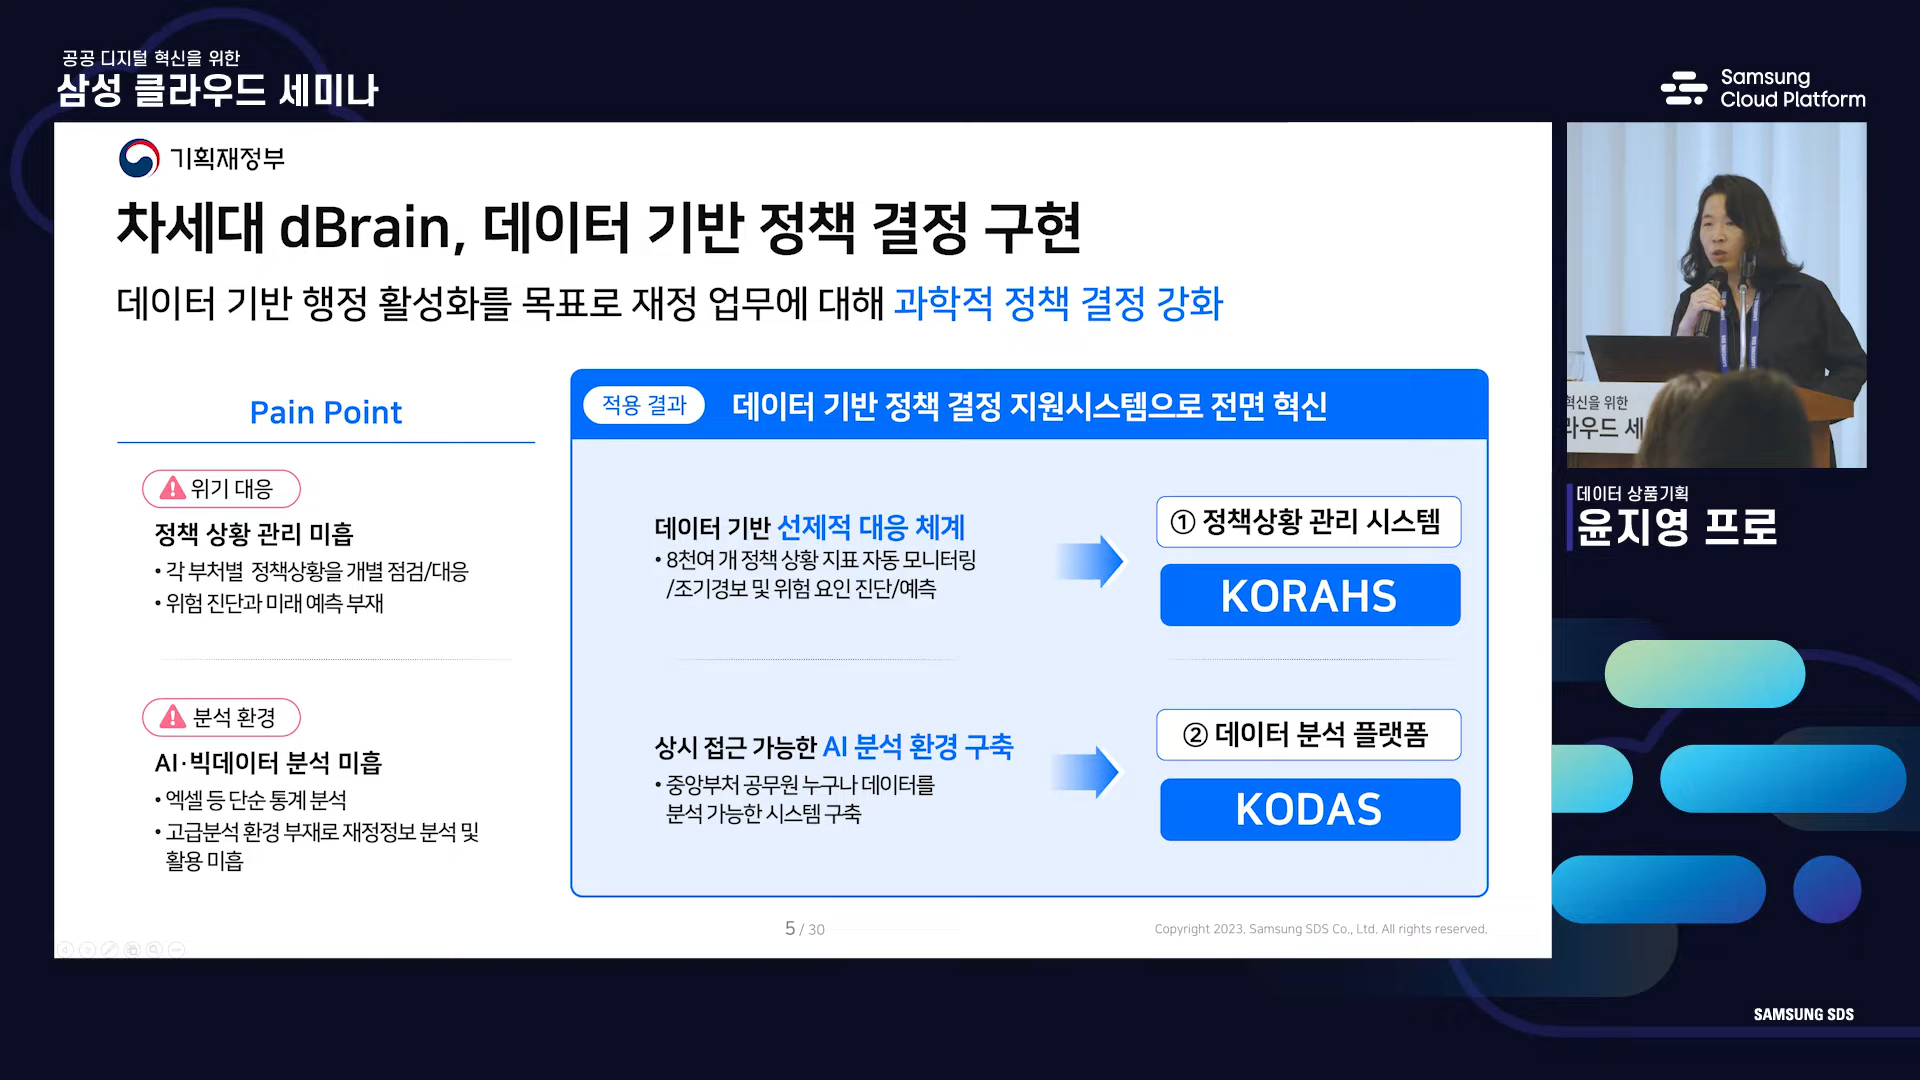 공공 디지털 혁신을 위한
삼성 클라우드 세미나
Samsung
Cloud Platform
기획재정부
차세대 dBrain, 데이터 기반 정책 결정 구현
데이터 기반 행정 활성화를 목표로 재정 업무에 대해 과학적 정책 결정 강화
Pain Point
위기 대응
정책 상황 관리 미흡
• 각 부처별 정책상황을 개별 점검/대응
• 위험 진단과 미래 예측 부재
분석 환경
AI·빅데이터 분석 미흡
• 엑셀 등 단순 통계 분석
• 고급분석 환경 부재로 재정정보 분석 및
활용 미흡
적용 결과
데이터 기반 정책 결정 지원시스템으로 전면 혁신
데이터 기반 선제적 대응 체계
• 8천여 개 정책 상황 지표 자동 모니터링
/조기경보 및 위험 요인 진단/예측
① 정책상황 관리 시스템
KORAHS
상시 접근 가능한 AI 분석 환경 구축
• 중앙부처 공무원 누구나 데이터를
분석 가능한 시스템 구축
② 데이터 분석 플랫폼
KODAS
5 / 30
Copyright 2023. Samsung SDS Co., Ltd. All rights reserved.
혁신을 위한
라우드 세
데이터 상품기획
윤지영 프로
SAMSUNG SDS